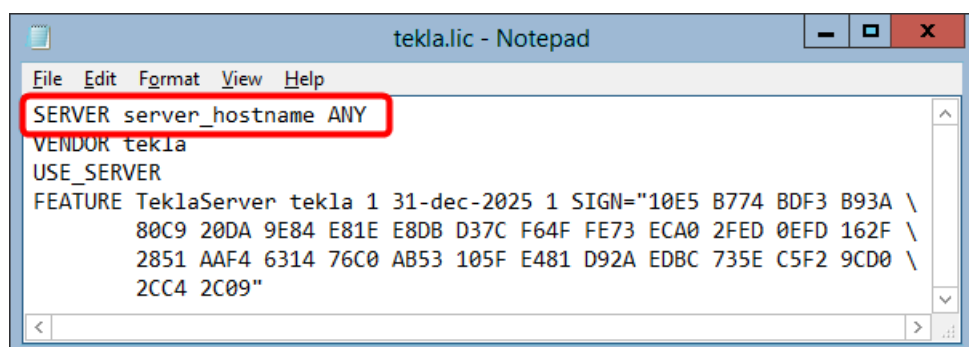 tekla.lic - Notepad
File Edit Format View Help
SERVER server_hostname ANY
VENDOR tekla
USE_SERVER
FEATURE TeklaServer tekla 1 31-dec-2025 1 SIGN="10E5 B774 BDF3 B93A \
80C9 20DA 9E84 E81E E8DB D37C F64F FE73 ECA0 2FED 0EFD 162F \
2851 AAF4 6314 76C0 AB53 105F E481 D92A EDBC 735E C5F2 9CD0 \
2CC4 2C09"